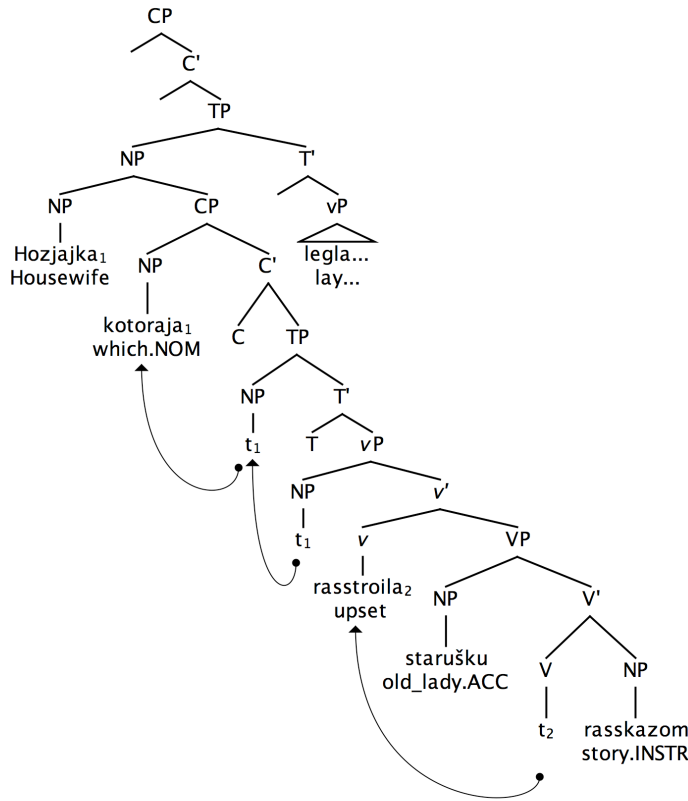 CP
C'
TP
NP T'
NP CP vP
Hozjajka₁ legla...
Housewife NP C' lay...
kotoraja₁ C TP
which.NOM
NP T'
t₁ T vP
NP v'
t₁ v VP
rasstroila₂ NP V'
upset
starušku V NP
old_lady.ACC
t₂ rasskazom
story.INSTR